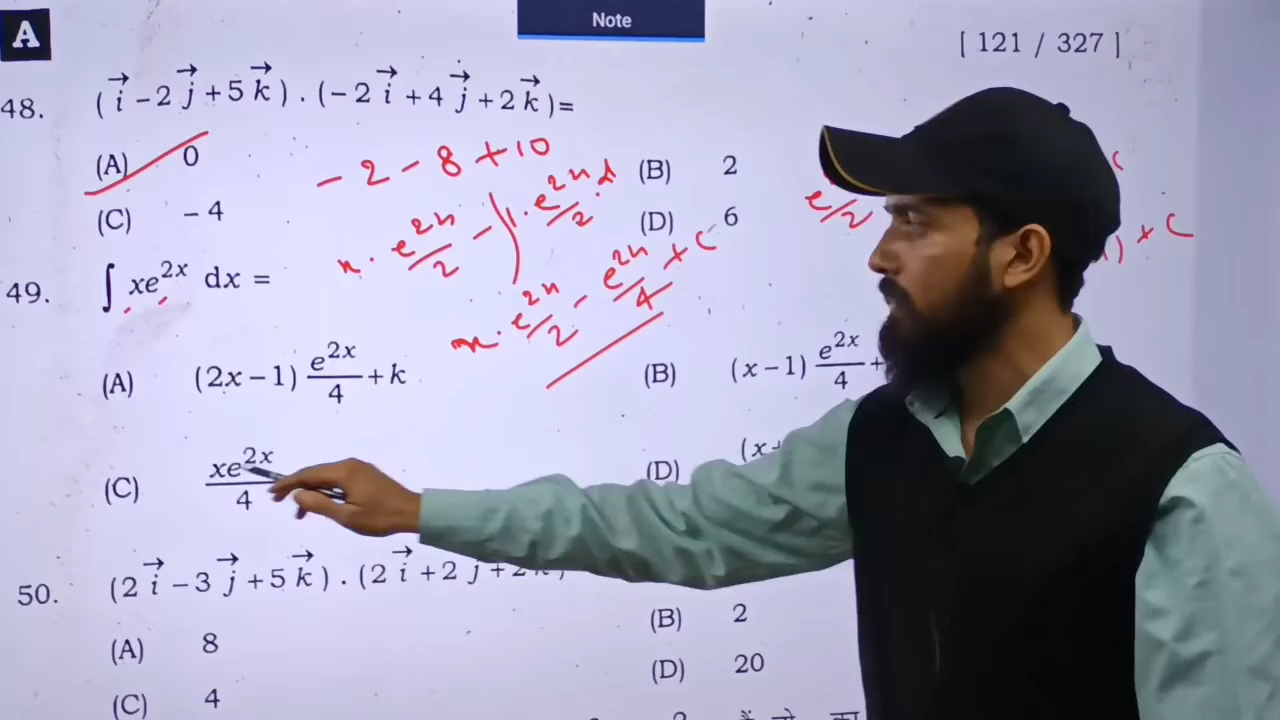 A
Note
[ 121 / 327 ]
48. (i⃗ − 2j⃗ + 5k⃗) . (−2i⃗ + 4j⃗ + 2k⃗) =
(A) 0
− 2 − 8 + 10
(B) 2
(C) − 4
(D) 6
x · e^2x/2 − ∫ 1 · e^2x/2 · d
e/2
) + C
49. ∫ xe^2x dx =
x · e^2x/2 − e^2x/4 + C
(A) (2x − 1) e^2x/4 + k
(B) (x − 1) e^2x/4 +
(C) xe^2x/4
(D) (x+
50. (2i⃗ − 3j⃗ + 5k⃗) . (2i⃗ + 2j⃗ + 2k⃗)
(A) 8
(B) 2
(C) 4
(D) 20